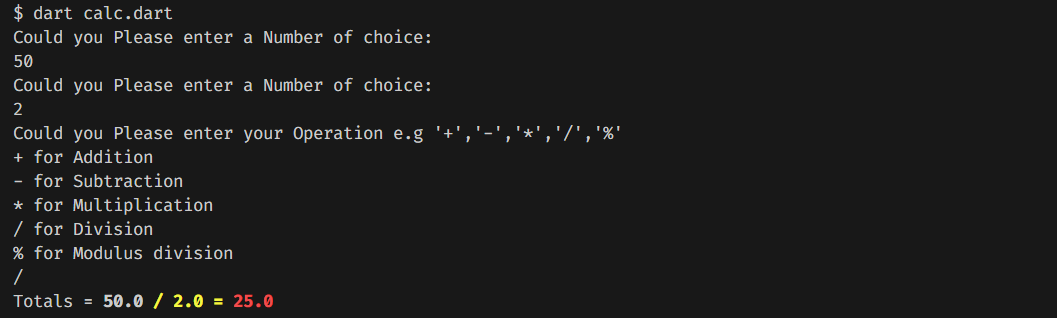 $ dart calc.dart
Could you Please enter a Number of choice:
50
Could you Please enter a Number of choice:
2
Could you Please enter your Operation e.g '+','-','*','/','%'
+ for Addition
- for Subtraction
* for Multiplication
/ for Division
% for Modulus division
/
Totals = 50.0 / 2.0 = 25.0